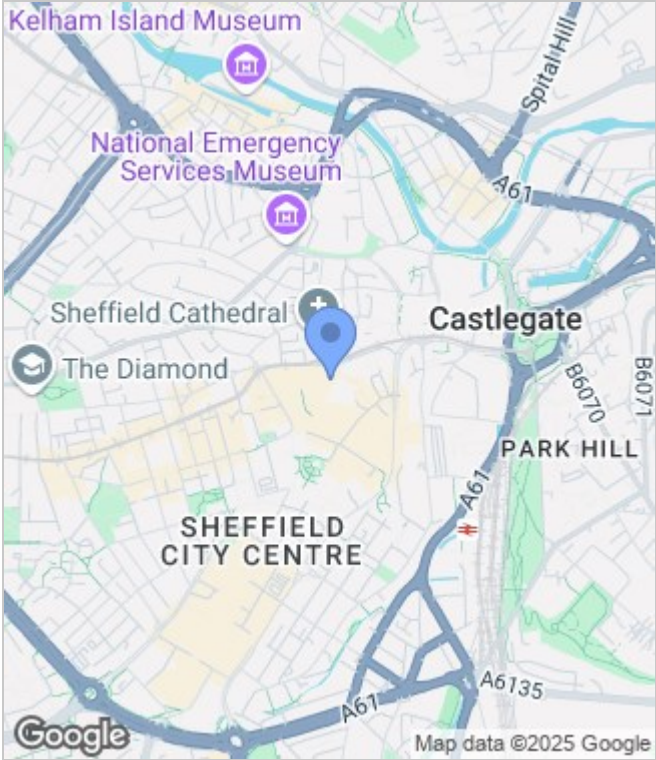 Kelham Island Museum
Spital Hill
National Emergency
Services Museum
A61
Sheffield Cathedral
Castlegate
The Diamond
B6070
B6071
PARK HILL
A61
SHEFFIELD
CITY CENTRE
A6135
A61
Google
Map data ©2025 Google